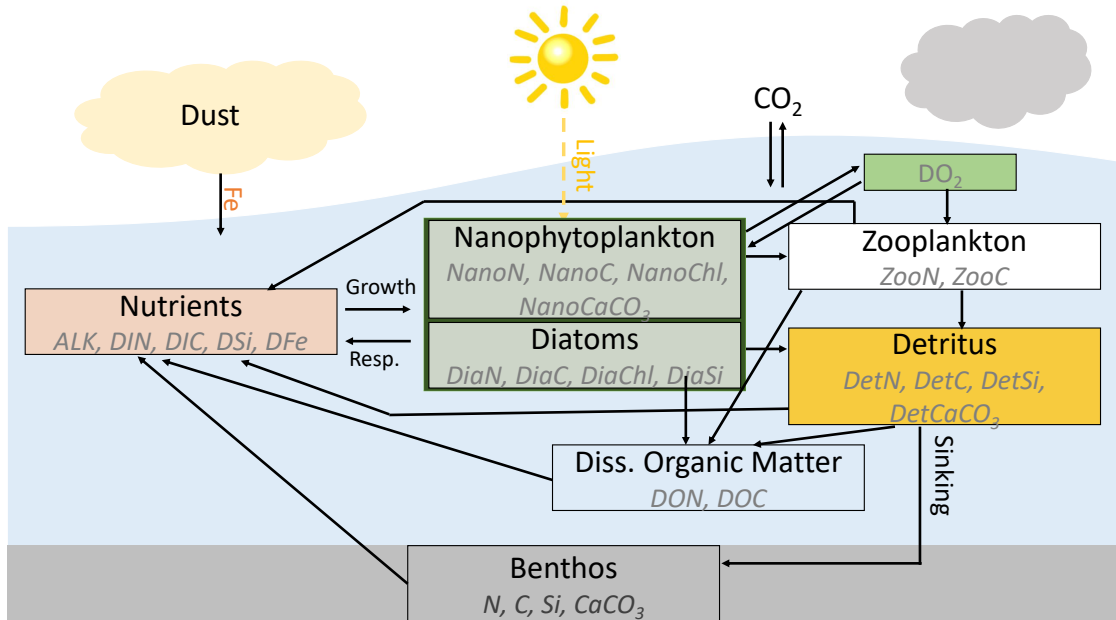 Dust
Fe
Light
CO₂
DO₂
Nanophytoplankton
NanoN, NanoC, NanoChl,
NanoCaCO₃
Zooplankton
ZooN, ZooC
Nutrients
ALK, DIN, DIC, DSi, DFe
Growth
Resp.
Diatoms
DiaN, DiaC, DiaChl, DiaSi
Detritus
DetN, DetC, DetSi,
DetCaCO₃
Sinking
Diss. Organic Matter
DON, DOC
Benthos
N, C, Si, CaCO₃